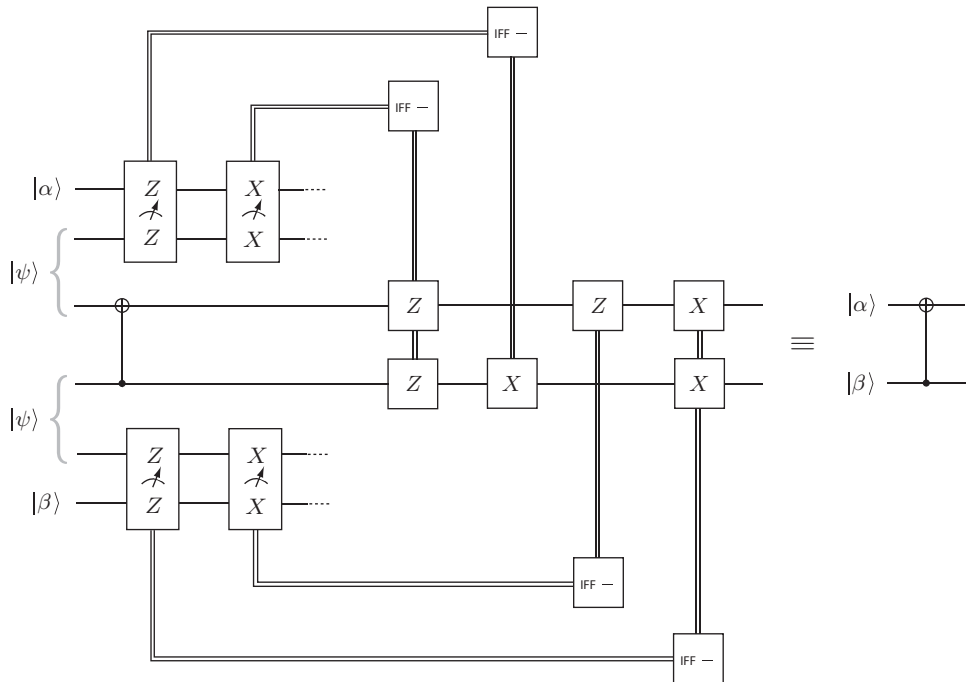 IFF —
IFF —
|α⟩ Z X
Z X
|ψ⟩
Z Z X
≡
|α⟩
Z X X
|β⟩
|ψ⟩
Z X
|β⟩ Z X
IFF —
IFF —